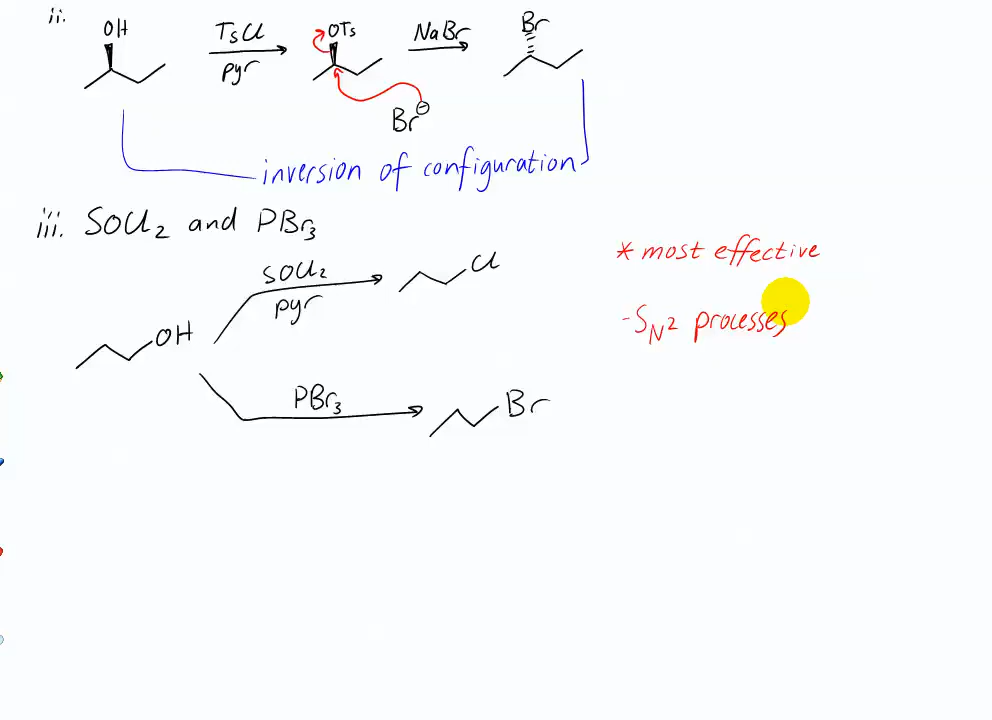 ii.
OH TsCl pyr OTs NaBr Br
Br⊖
inversion of configuration
iii. SOCl₂ and PBr₃
* most effective
SOCl₂ Cl
pyr
- SN2 processes
OH
PBr₃ Br